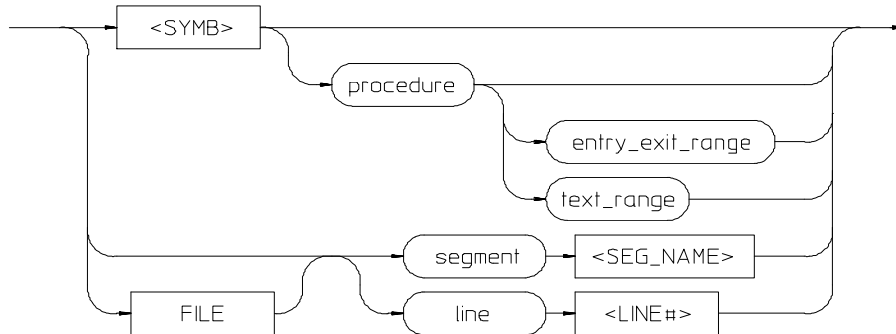 <SYMB>
procedure
entry_exit_range
text_range
segment <SEG_NAME>
FILE line <LINE#>